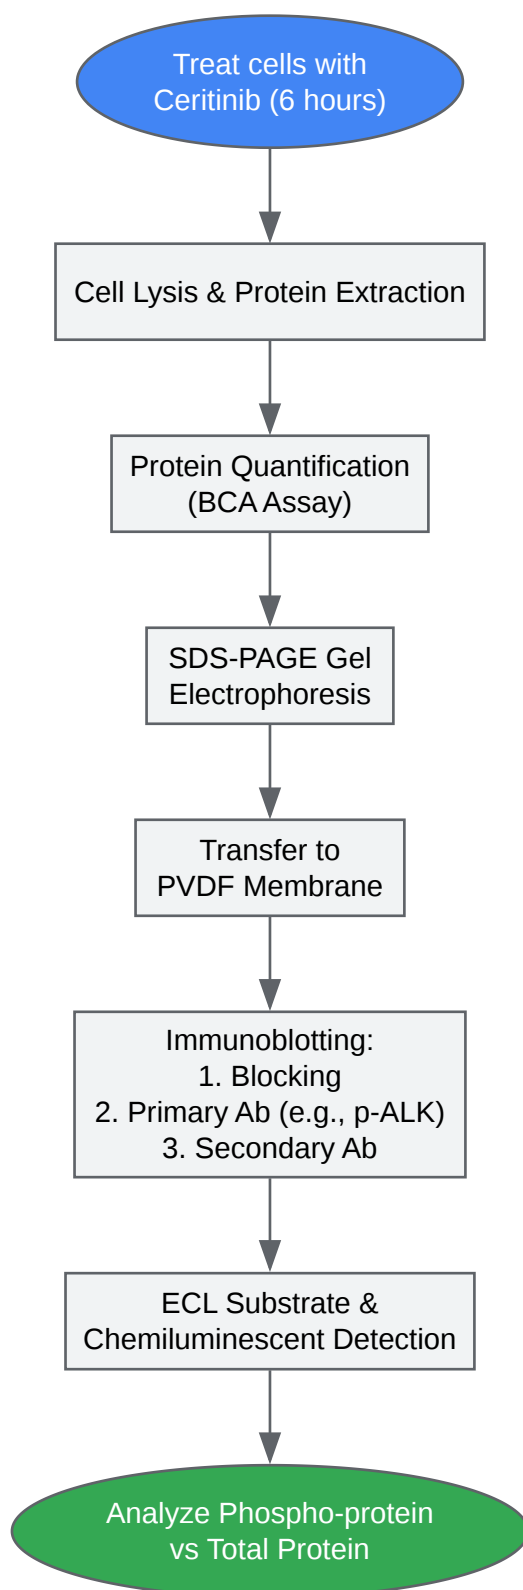 Treat cells with
Ceritinib (6 hours)
Cell Lysis & Protein Extraction
Protein Quantification
(BCA Assay)
SDS-PAGE Gel
Electrophoresis
Transfer to
PVDF Membrane
Immunoblotting:
1. Blocking
2. Primary Ab (e.g., p-ALK)
3. Secondary Ab
ECL Substrate &
Chemiluminescent Detection
Analyze Phospho-protein
vs Total Protein